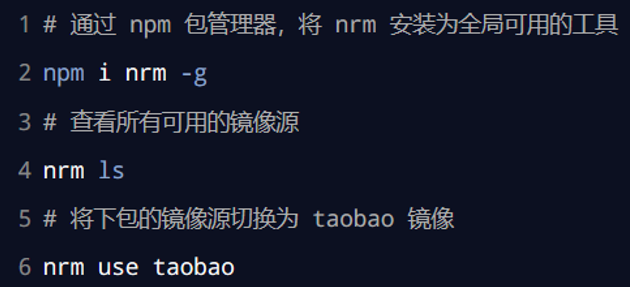 1 # 通过 npm 包管理器，将 nrm 安装为全局可用的工具
2 npm i nrm -g
3 # 查看所有可用的镜像源
4 nrm ls
5 # 将下包的镜像源切换为 taobao 镜像
6 nrm use taobao